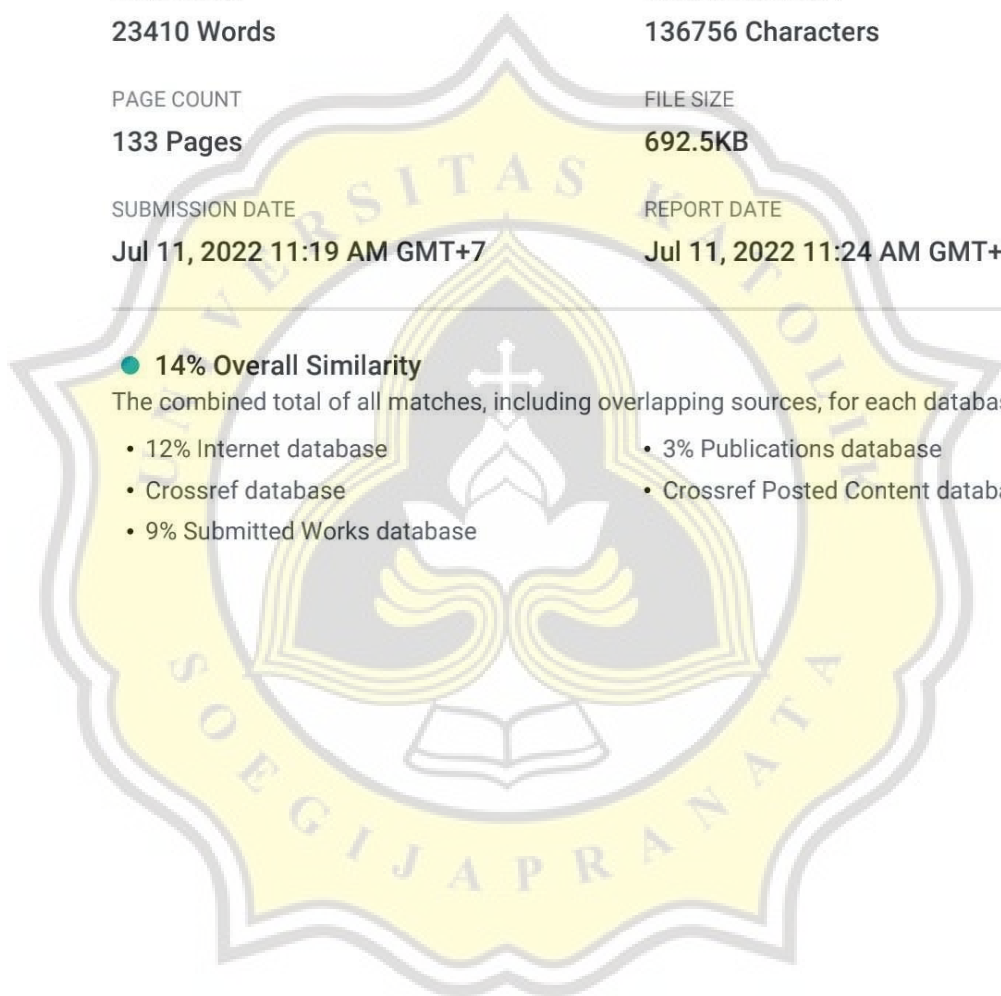 23410 Words 136756 Characters
PAGE COUNT FILE SIZE
133 Pages 692.5KB
SUBMISSION DATE REPORT DATE
Jul 11, 2022 11:19 AM GMT+7 Jul 11, 2022 11:24 AM GMT+
14% Overall Similarity
The combined total of all matches, including overlapping sources, for each databas
• 12% Internet database • 3% Publications database
• Crossref database • Crossref Posted Content databa
• 9% Submitted Works database
UNIVERSITAS KATOLIK
SOEGIJAPRANATA